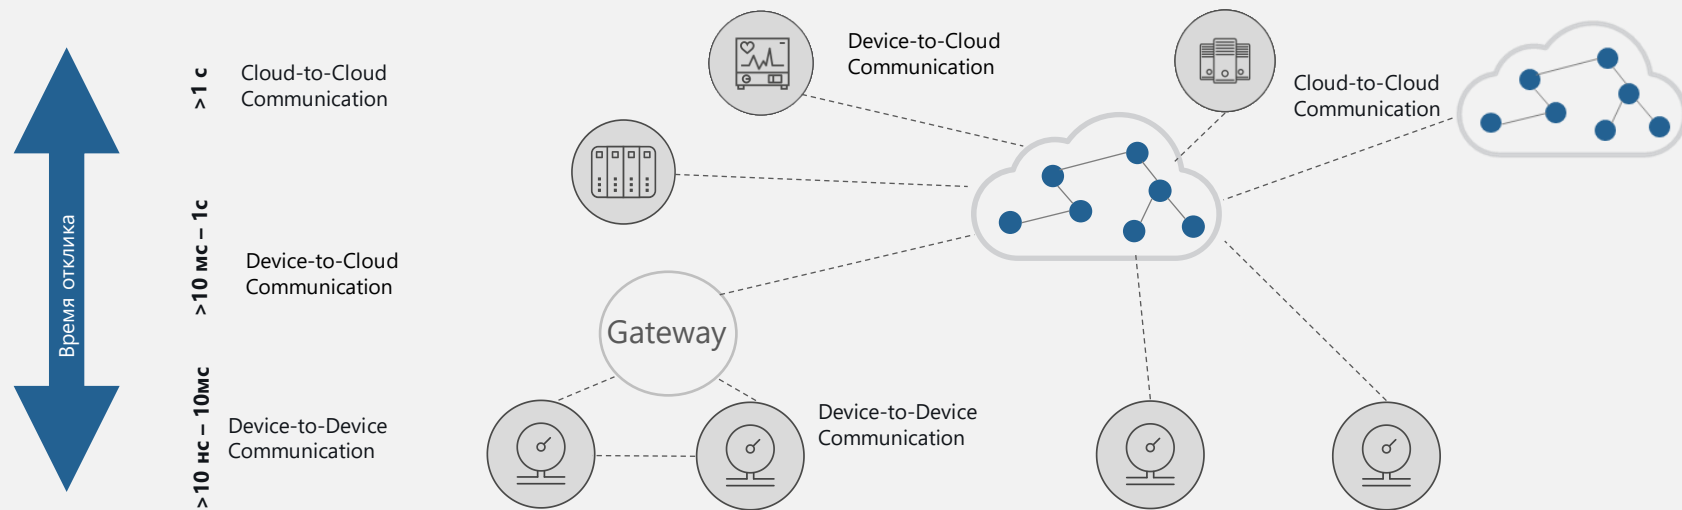 Время отклика
>1 с
Cloud-to-Cloud
Communication
>10 мс – 1с
Device-to-Cloud
Communication
>10 нс – 10мс
Device-to-Device
Communication
Device-to-Cloud
Communication
Cloud-to-Cloud
Communication
Gateway
Device-to-Device
Communication